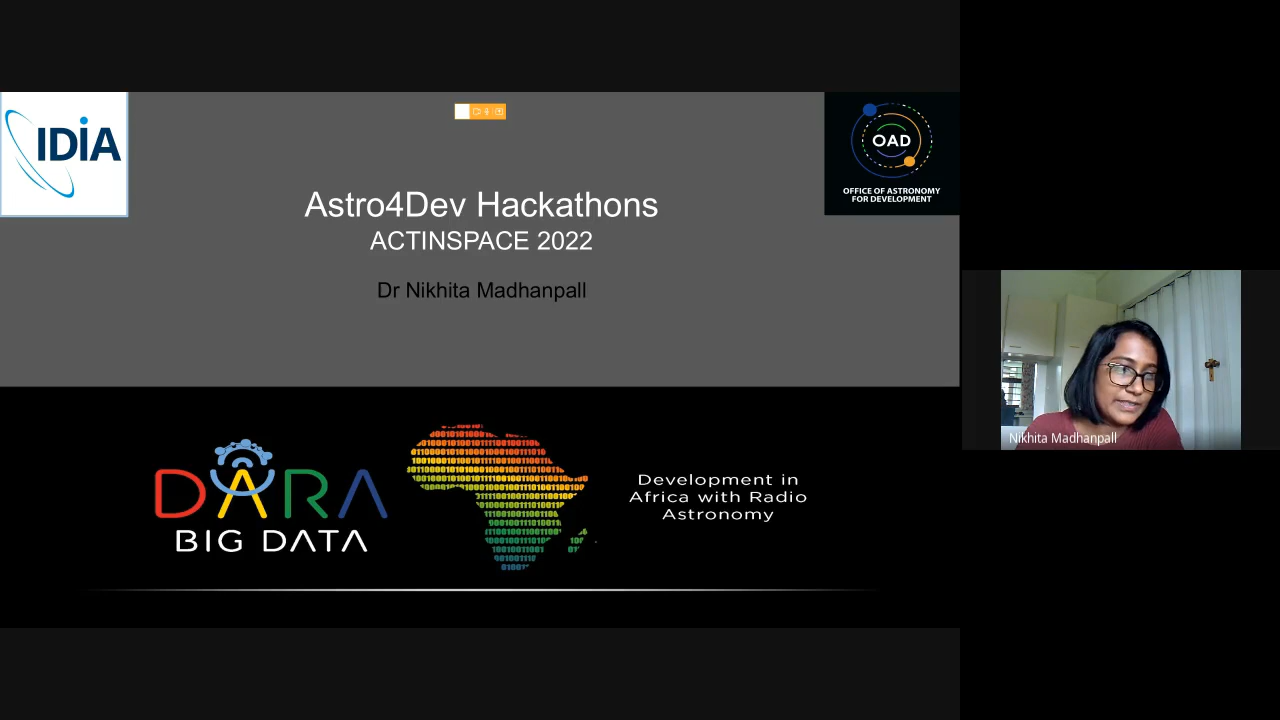 IDiA
OAD
OFFICE OF ASTRONOMY
FOR DEVELOPMENT
Astro4Dev Hackathons
ACTINSPACE 2022
Dr Nikhita Madhanpall
DARA
BIG DATA
Development in
Africa with Radio
Astronomy
Nikhita Madhanpall